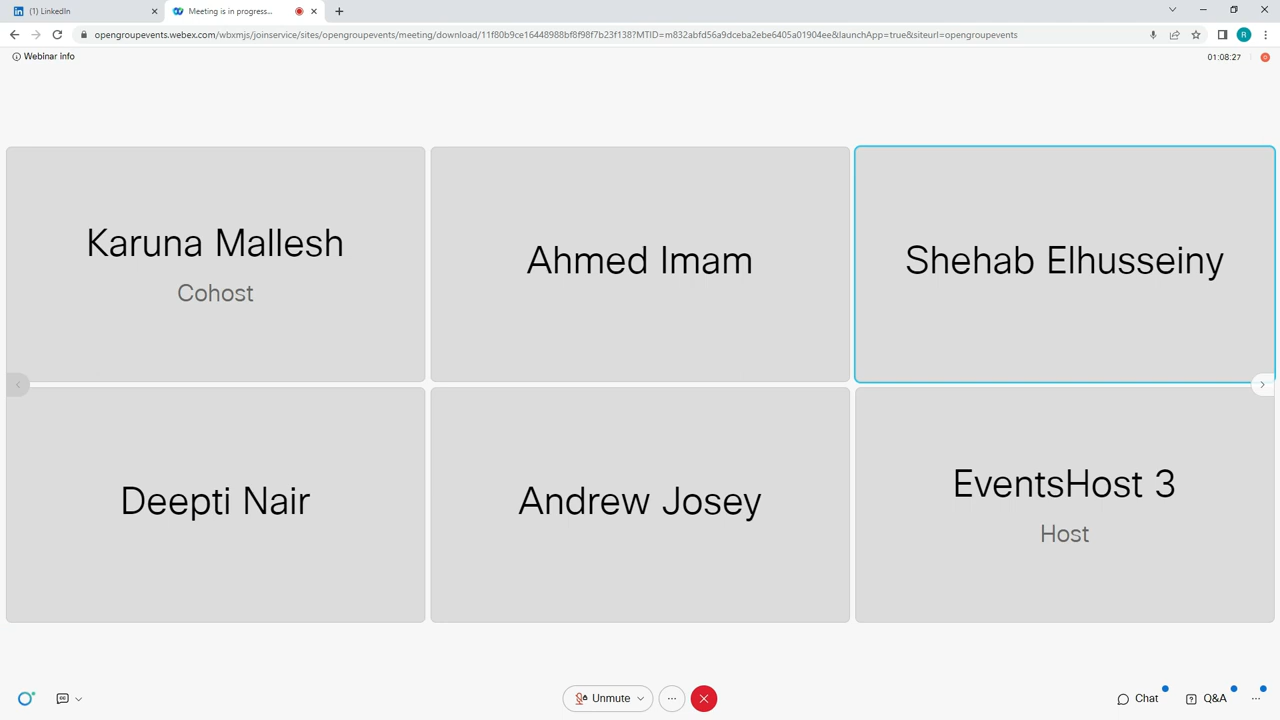 (1) LinkedIn
Meeting is in progress...
opengroupevents.webex.com/wbxmjs/joinservice/sites/opengroupevents/meeting/download/11f80b9ce16448988bf8f98f7b23f138?MTID=m832abfd56a9dceba2ebe6405a01904ee&launchApp=true&siteurl=opengroupevents
R
Webinar info
01:08:27
Karuna Mallesh
Cohost
Ahmed Imam
Shehab Elhusseiny
Deepti Nair
Andrew Josey
EventsHost 3
Host
CC
Unmute
Chat
Q&A